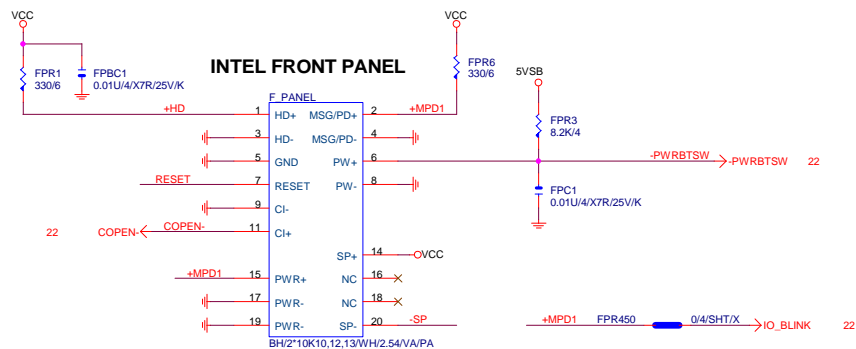 VCC
VCC
INTEL FRONT PANEL
FPR1
330/6
FPBC1
0.01U/4/X7R/25V/K
FPR6
330/6
5VSB
F_PANEL
+HD
1
HD+
MSG/PD+
2
+MPD1
3
HD-
MSG/PD-
4
FPR3
8.2K/4
5
GND
PW+
6
-PWRBTSW
-PWRBTSW
22
RESET
7
RESET
PW-
8
FPC1
0.01U/4/X7R/25V/K
9
CI-
22
COPEN-
COPEN-
11
CI+
SP+
14
VCC
+MPD1
15
PWR+
NC
16
17
PWR-
NC
18
19
PWR-
SP-
20
-SP
+MPD1
FPR450
0/4/SHT/X
IO_BLINK
22
BH/2*10K10,12,13/WH/2.54/VA/PA